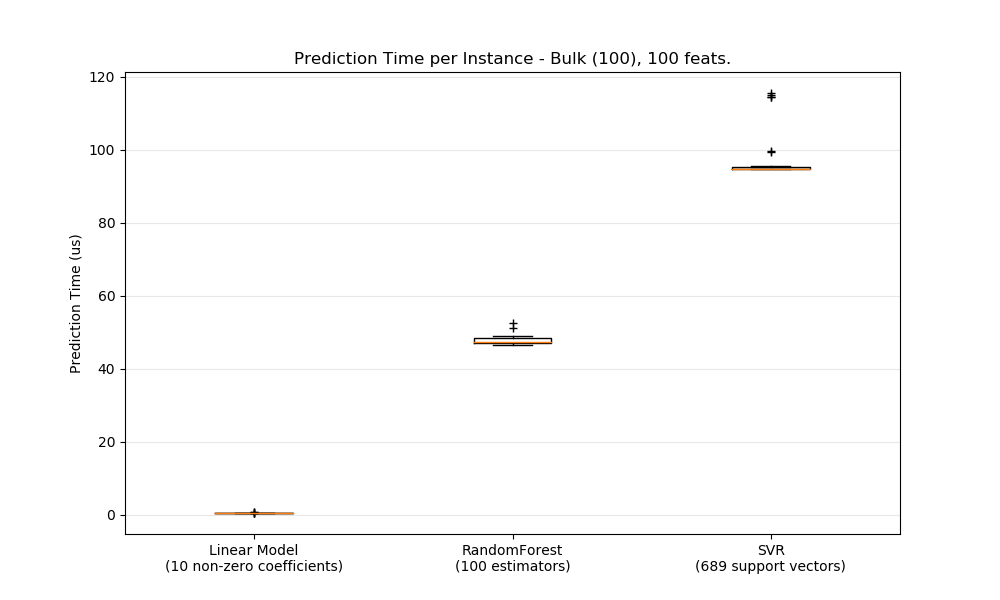 Prediction Time per Instance - Bulk (100), 100 feats.
120
100
80
60
40
20
0
Prediction Time (us)
Linear Model
(10 non-zero coefficients)
RandomForest
(100 estimators)
SVR
(689 support vectors)